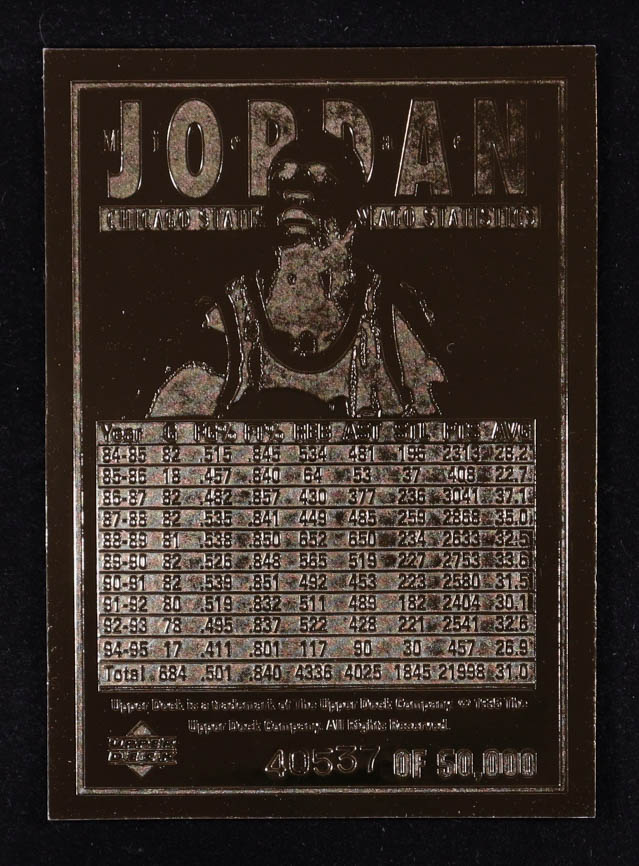 JORDAN
Michael
CHICAGO STATISTICS
Year G FG% FT% REB AST STL PTS AVG
84-85 82 .515 .845 534 481 196 2313 28.2
85-86 18 .457 .840 64 53 37 408 22.7
86-87 82 .482 .857 430 377 236 3041 37.1
87-88 82 .535 .841 449 485 259 2868 35.0
88-89 81 .538 .850 652 650 234 2633 32.5
89-90 82 .526 .848 565 519 227 2753 33.6
90-91 82 .539 .851 492 453 223 2580 31.5
91-92 80 .519 .832 511 489 182 2404 30.1
92-93 78 .495 .837 522 428 221 2541 32.6
94-95 17 .411 .801 117 90 30 457 26.9
Total 684 .501 .840 4336 4025 1845 21998 31.0
Upper Deck is a trademark of The Upper Deck Company The
Upper Deck Company. All Rights Reserved.
UPPER
DECK
40537 OF 50,000